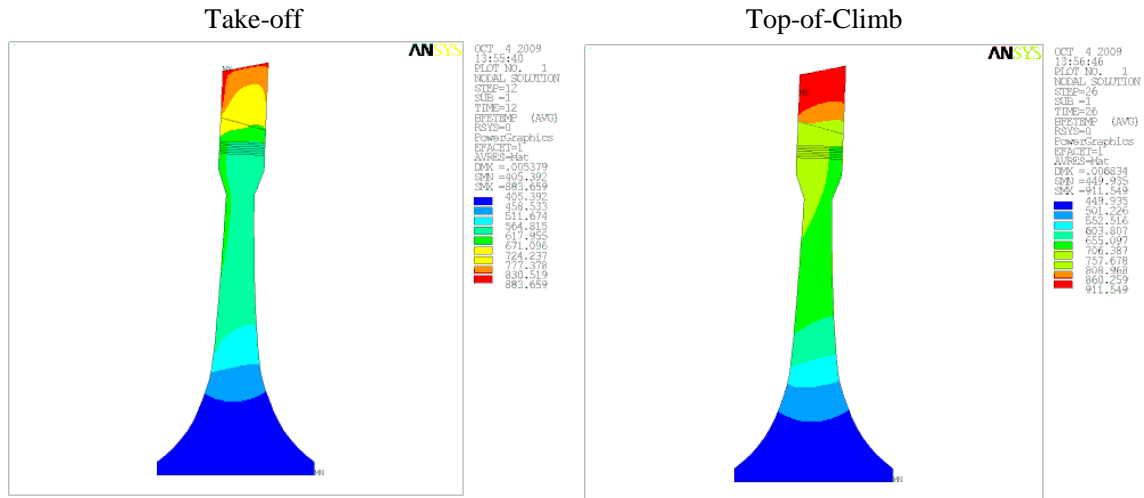 Take-off
Top-of-Climb
ANSYS
OCT 4 2009
13:55:40
PLOT NO. 1
NODAL SOLUTION
STEP=12
SUB =1
TIME=12
BFETEMP (AVG)
RSYS=0
PowerGraphics
EFACET=1
AVRES=Mat
DMX =.005379
SMN =405.392
SMX =883.659
405.392
458.533
511.674
564.815
617.955
671.096
724.237
777.378
830.519
883.659
MX
MN
ANSYS
OCT 4 2009
13:56:46
PLOT NO. 1
NODAL SOLUTION
STEP=26
SUB =1
TIME=26
BFETEMP (AVG)
RSYS=0
PowerGraphics
EFACET=1
AVRES=Mat
DMX =.006834
SMN =449.935
SMX =911.549
449.935
501.226
552.516
603.807
655.097
706.387
757.678
808.968
860.259
911.549
MX
MN